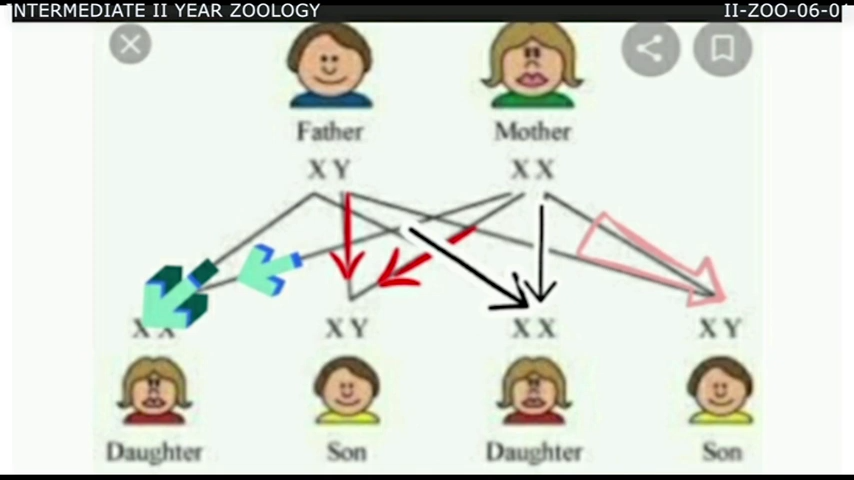 NTERMEDIATE II YEAR ZOOLOGY
II-ZOO-06-0
Father
Mother
X Y
X X
X X
X Y
X X
X Y
Daughter
Son
Daughter
Son